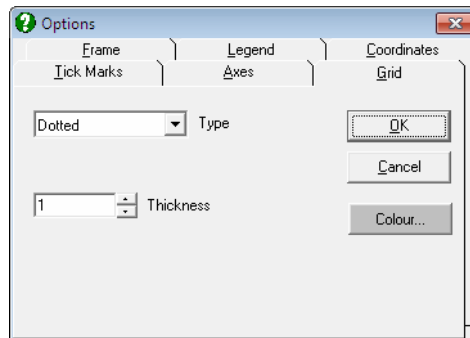 Options
Frame Legend Coordinates
Tick Marks Axes Grid
Dotted Type OK
Cancel
1 Thickness
Colour...